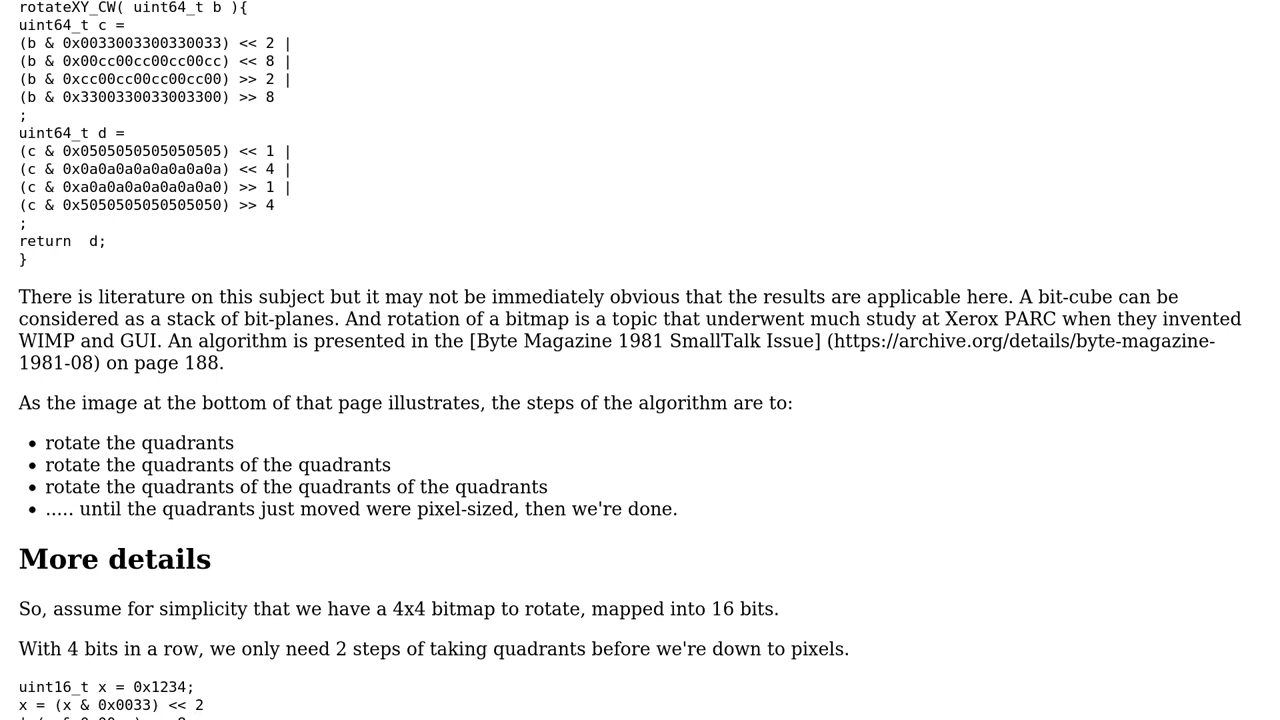 rotateXY_CW( uint64_t b ){
uint64_t c =
(b & 0x0033003300330033) << 2 |
(b & 0x00cc00cc00cc00cc) << 8 |
(b & 0xcc00cc00cc00cc00) >> 2 |
(b & 0x3300330033003300) >> 8
;
uint64_t d =
(c & 0x0505050505050505) << 1 |
(c & 0x0a0a0a0a0a0a0a0a) << 4 |
(c & 0xa0a0a0a0a0a0a0a0) >> 1 |
(c & 0x5050505050505050) >> 4
;
return  d;
}
There is literature on this subject but it may not be immediately obvious that the results are applicable here. A bit-cube can be
considered as a stack of bit-planes. And rotation of a bitmap is a topic that underwent much study at Xerox PARC when they invented
WIMP and GUI. An algorithm is presented in the [Byte Magazine 1981 SmallTalk Issue] (https://archive.org/details/byte-magazine-
1981-08) on page 188.
As the image at the bottom of that page illustrates, the steps of the algorithm are to:
• rotate the quadrants
• rotate the quadrants of the quadrants
• rotate the quadrants of the quadrants of the quadrants
• ..... until the quadrants just moved were pixel-sized, then we're done.
More details
So, assume for simplicity that we have a 4x4 bitmap to rotate, mapped into 16 bits.
With 4 bits in a row, we only need 2 steps of taking quadrants before we're down to pixels.
uint16_t x = 0x1234;
x = (x & 0x0033) << 2